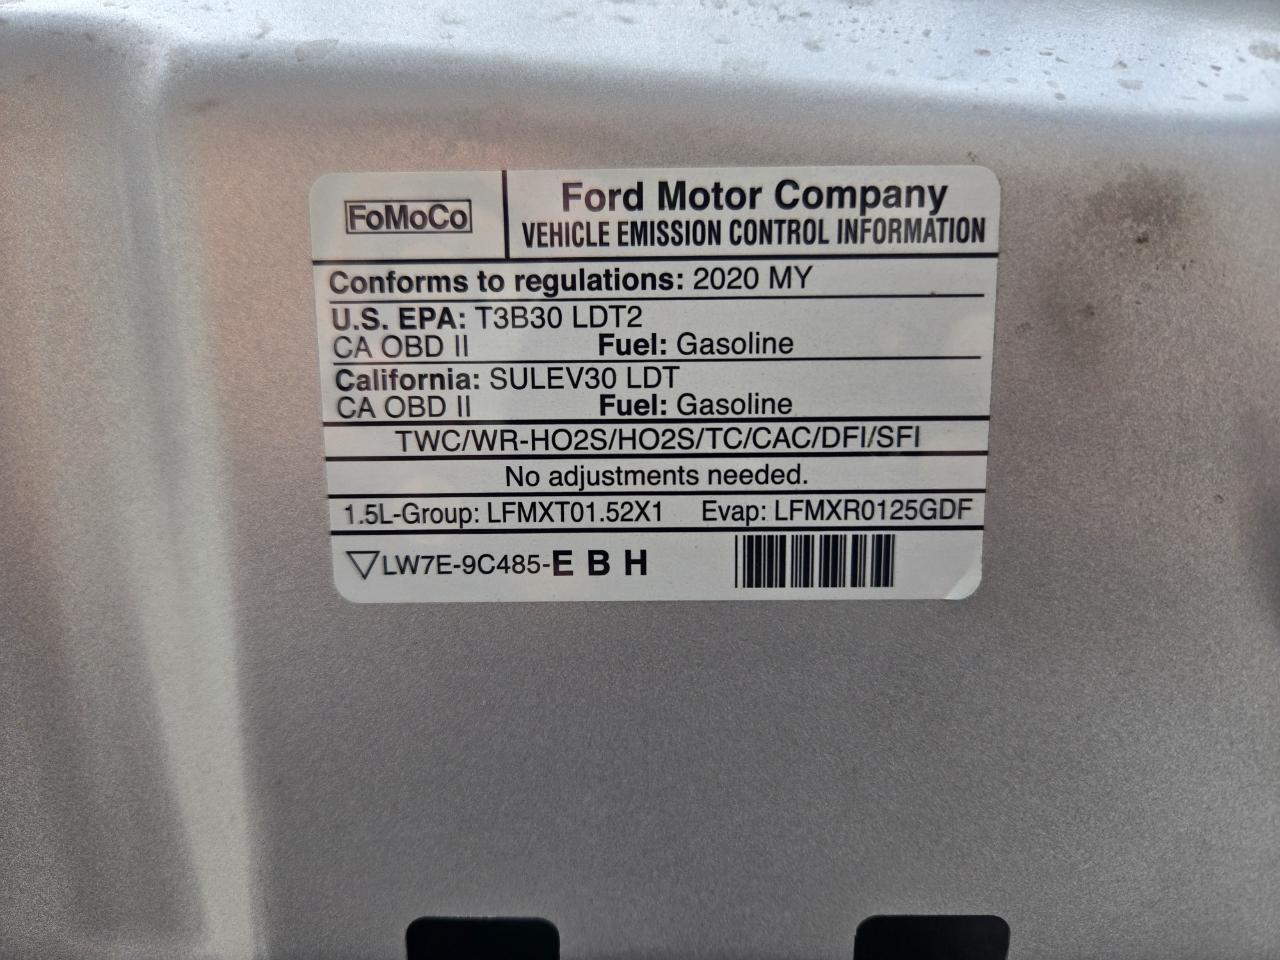 FoMoCo
Ford Motor Company
VEHICLE EMISSION CONTROL INFORMATION
Conforms to regulations: 2020 MY
U.S. EPA: T3B30 LDT2
CA OBD II Fuel: Gasoline
California: SULEV30 LDT
CA OBD II Fuel: Gasoline
TWC/WR-HO2S/HO2S/TC/CAC/DFI/SFI
No adjustments needed.
1.5L-Group: LFMXT01.52X1 Evap: LFMXR0125GDF
▽LW7E-9C485-E B H